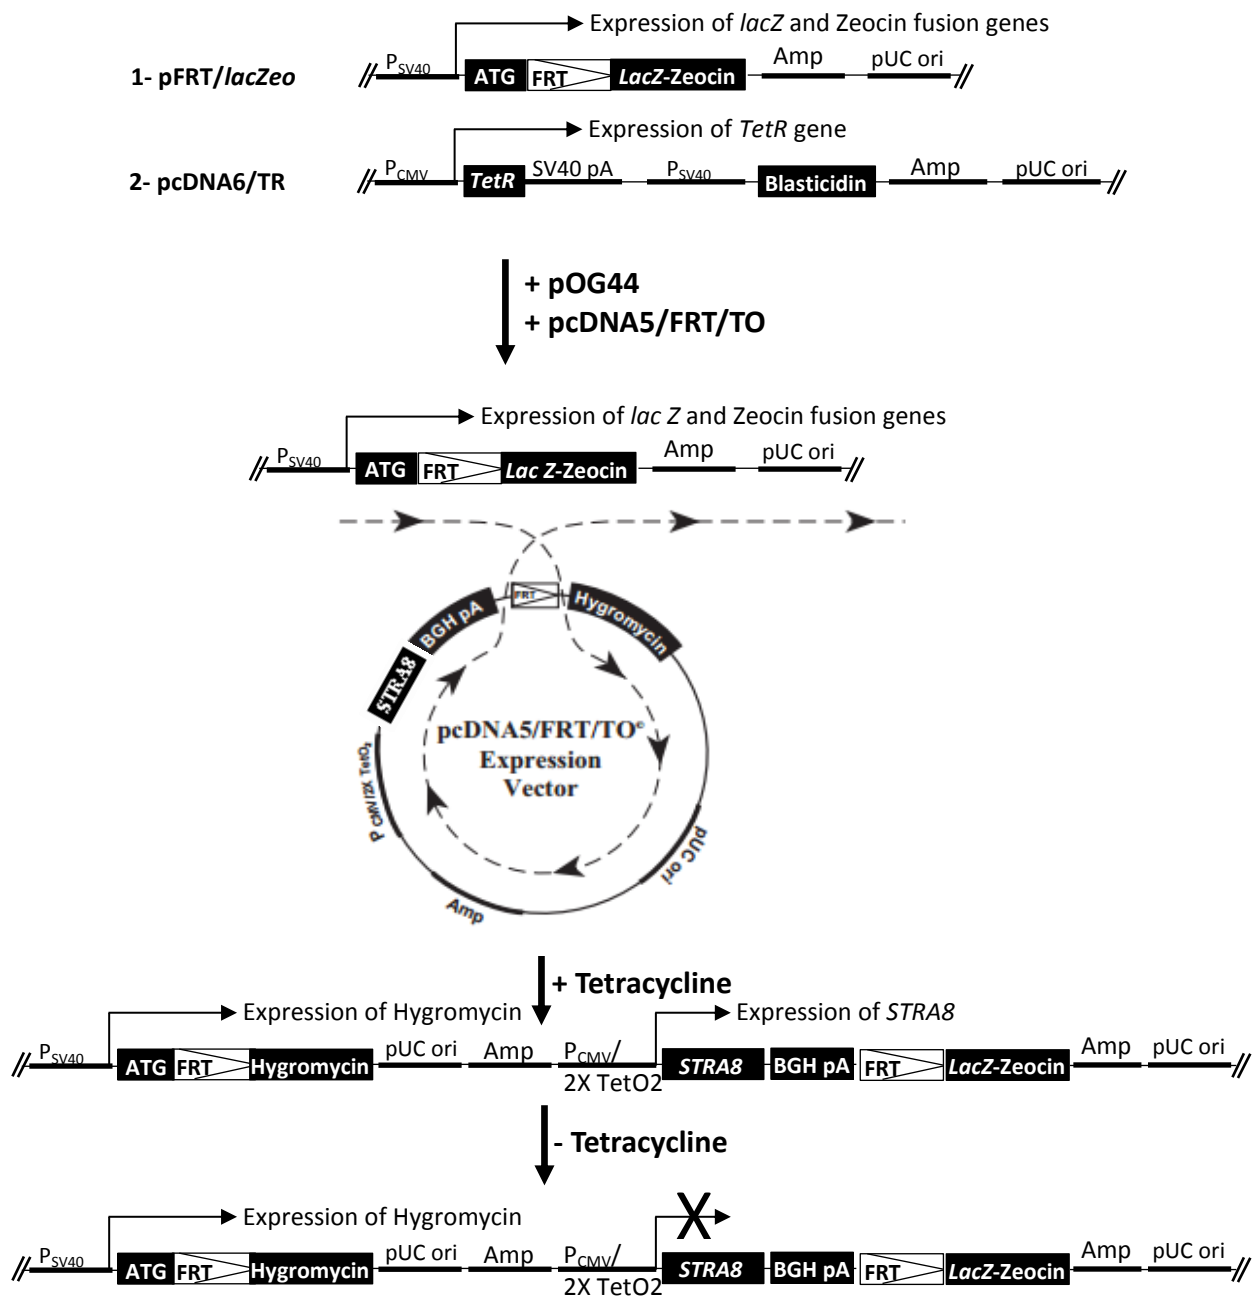 Expression of lacZ and Zeocin fusion genes
1- pFRT/lacZeo
PSV40 ATG FRT LacZ-Zeocin Amp pUC ori
Expression of TetR gene
2- pcDNA6/TR
PCMV TetR SV40 pA PSV40 Blasticidin Amp pUC ori
+ pOG44
+ pcDNA5/FRT/TO
Expression of lac Z and Zeocin fusion genes
PSV40 ATG FRT Lac Z-Zeocin Amp pUC ori
FRT
BGH pA
Hygromycin
STRA8
pcDNA5/FRT/TO©
Expression
Vector
P CMV/2X TetO2
pUC ori
Amp
+ Tetracycline
Expression of Hygromycin
Expression of STRA8
PSV40 ATG FRT Hygromycin pUC ori Amp PCMV/ STRA8 BGH pA FRT LacZ-Zeocin Amp pUC ori
2X TetO2
- Tetracycline
Expression of Hygromycin X
PSV40 ATG FRT Hygromycin pUC ori Amp PCMV/ STRA8 BGH pA FRT LacZ-Zeocin Amp pUC ori
2X TetO2